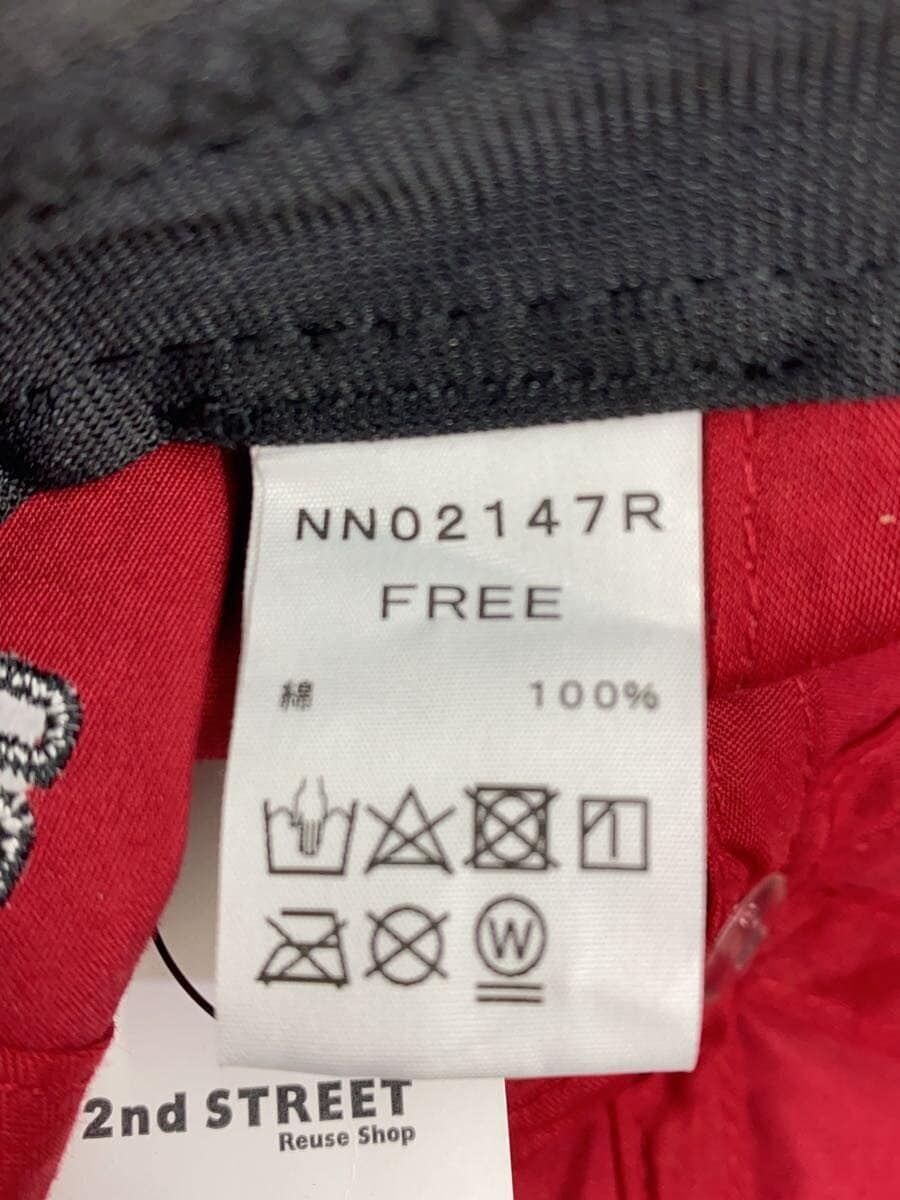 NN02147R
FREE
綿 100%
W
2nd STREET
Reuse Shop